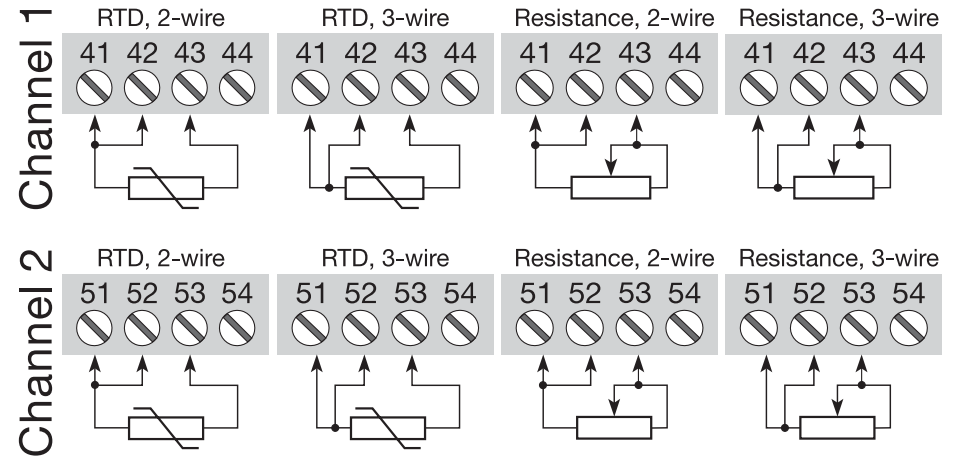 Channel 1
RTD, 2-wire
41 42 43 44
RTD, 3-wire
41 42 43 44
Resistance, 2-wire
41 42 43 44
Resistance, 3-wire
41 42 43 44
Channel 2
RTD, 2-wire
51 52 53 54
RTD, 3-wire
51 52 53 54
Resistance, 2-wire
51 52 53 54
Resistance, 3-wire
51 52 53 54